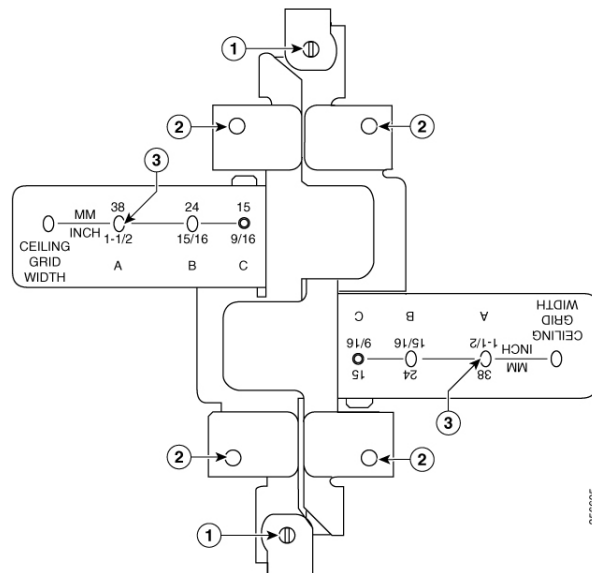 1
2
2
3
38
24
15
MM
INCH
1-1/2
15/16
9/16
CEILING
GRID
WIDTH
A
B
C
C
B
A
CEILING
GRID
WIDTH
9/16
15/16
1-1/2
INCH
MM
15
24
38
3
2
2
1